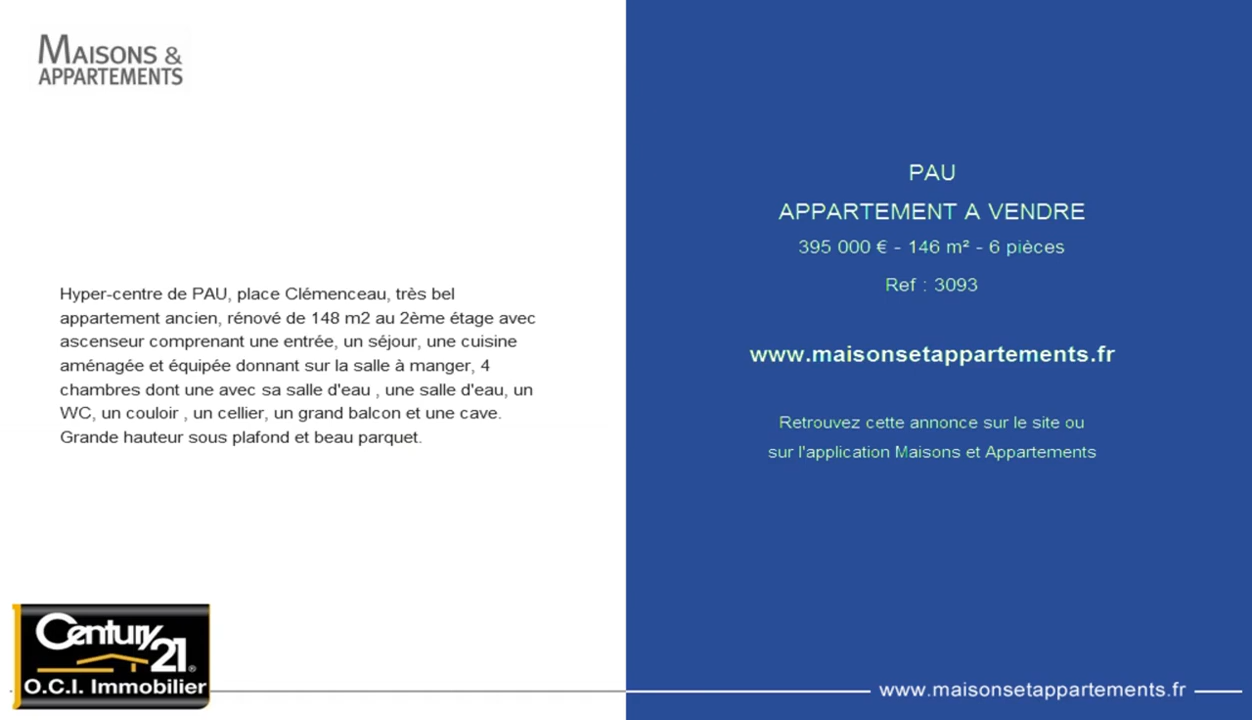 MAISONS &
APPARTEMENTS
Hyper-centre de PAU, place Clémenceau, très bel
appartement ancien, rénové de 148 m2 au 2ème étage avec
ascenseur comprenant une entrée, un séjour, une cuisine
aménagée et équipée donnant sur la salle à manger, 4
chambres dont une avec sa salle d'eau , une salle d'eau, un
WC, un couloir , un cellier, un grand balcon et une cave.
Grande hauteur sous plafond et beau parquet.
Century
21®
O.C.I. Immobilier
PAU
APPARTEMENT A VENDRE
395 000 € - 146 m² - 6 pièces
Ref : 3093
www.maisonsetappartements.fr
Retrouvez cette annonce sur le site ou
sur l'application Maisons et Appartements
www.maisonsetappartements.fr